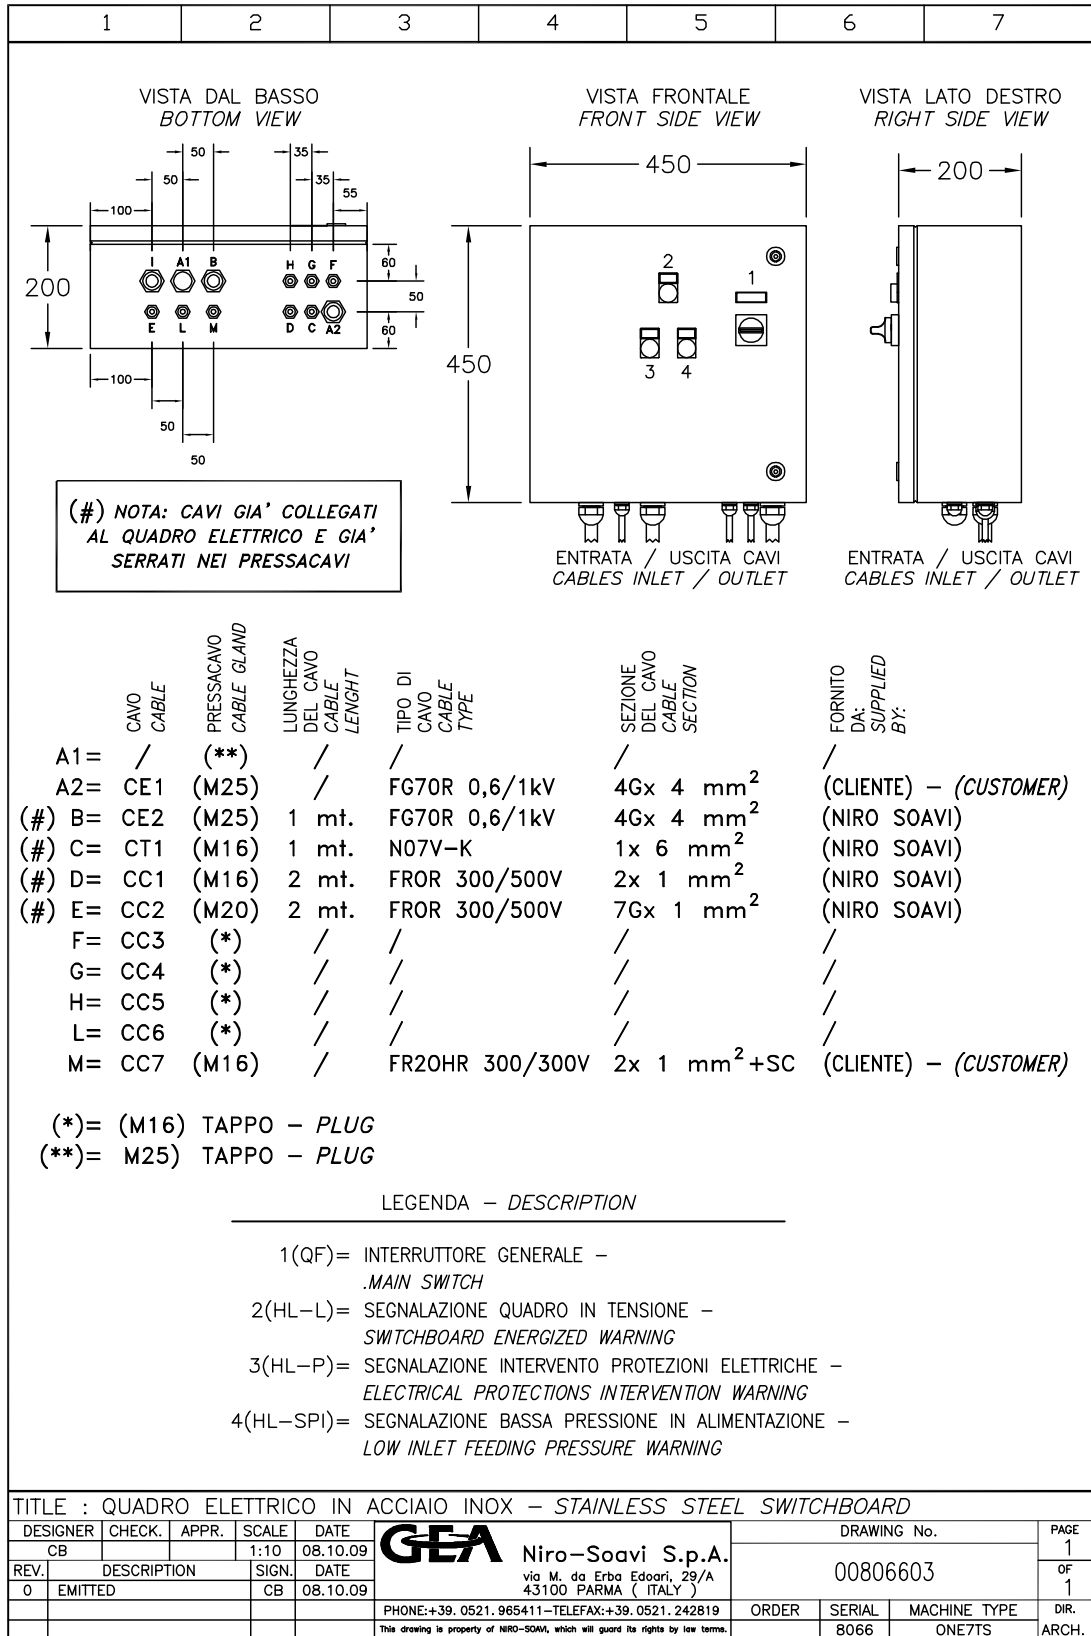 1 2 3 4 5 6 7
VISTA DAL BASSO
BOTTOM VIEW
VISTA FRONTALE
FRONT SIDE VIEW
VISTA LATO DESTRO
RIGHT SIDE VIEW
50
35
50
35
55
100
450
200
200
I A1 B H G F
60
50
E L M D C A2
60
100
50
50
450
2
1
3 4
(#) NOTA: CAVI GIA' COLLEGATI
AL QUADRO ELETTRICO E GIA'
SERRATI NEI PRESSACAVI
ENTRATA / USCITA CAVI
CABLES INLET / OUTLET
ENTRATA / USCITA CAVI
CABLES INLET / OUTLET
CAVO
CABLE
PRESSACAVO
CABLE GLAND
LUNGHEZZA
DEL CAVO
CABLE
LENGHT
TIPO DI
CAVO
CABLE
TYPE
SEZIONE
DEL CAVO
CABLE
SECTION
FORNITO
DA:
SUPPLIED
BY:
A1= / (**) / / / /
A2= CE1 (M25) / FG70R 0,6/1kV 4Gx 4 mm² (CLIENTE) – (CUSTOMER)
(#) B= CE2 (M25) 1 mt. FG70R 0,6/1kV 4Gx 4 mm² (NIRO SOAVI)
(#) C= CT1 (M16) 1 mt. N07V–K 1x 6 mm² (NIRO SOAVI)
(#) D= CC1 (M16) 2 mt. FROR 300/500V 2x 1 mm² (NIRO SOAVI)
(#) E= CC2 (M20) 2 mt. FROR 300/500V 7Gx 1 mm² (NIRO SOAVI)
F= CC3 (*) / / / /
G= CC4 (*) / / / /
H= CC5 (*) / / / /
L= CC6 (*) / / / /
M= CC7 (M16) / FR20HR 300/300V 2x 1 mm²+SC (CLIENTE) – (CUSTOMER)
(*)= (M16) TAPPO – PLUG
(**)= M25) TAPPO – PLUG
LEGENDA – DESCRIPTION
1(QF)= INTERRUTTORE GENERALE –
.MAIN SWITCH
2(HL–L)= SEGNALAZIONE QUADRO IN TENSIONE –
SWITCHBOARD ENERGIZED WARNING
3(HL–P)= SEGNALAZIONE INTERVENTO PROTEZIONI ELETTRICHE –
ELECTRICAL PROTECTIONS INTERVENTION WARNING
4(HL–SPI)= SEGNALAZIONE BASSA PRESSIONE IN ALIMENTAZIONE –
LOW INLET FEEDING PRESSURE WARNING
TITLE : QUADRO ELETTRICO IN ACCIAIO INOX – STAINLESS STEEL SWITCHBOARD
DESIGNER CHECK. APPR. SCALE DATE
CB 1:10 08.10.09
REV. DESCRIPTION SIGN. DATE
0 EMITTED CB 08.10.09
GEA
Niro–Soavi S.p.A.
via M. da Erba Edoari, 29/A
43100 PARMA ( ITALY )
PHONE:+39. 0521. 965411–TELEFAX:+39. 0521. 242819
This drawing is property of NIRO–SOAVI, which will guard its rights by law terms.
DRAWING No.
00806603
ORDER SERIAL MACHINE TYPE
8066 ONE7TS
PAGE
1
OF
1
DIR.
ARCH.